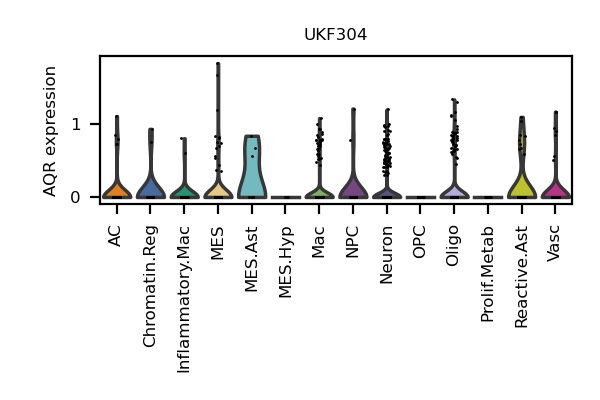 UKF304
AQR expression
1
0
AC
Chromatin.Reg
Inflammatory.Mac
MES
MES.Ast
MES.Hyp
Mac
NPC
Neuron
OPC
Oligo
Prolif.Metab
Reactive.Ast
Vasc